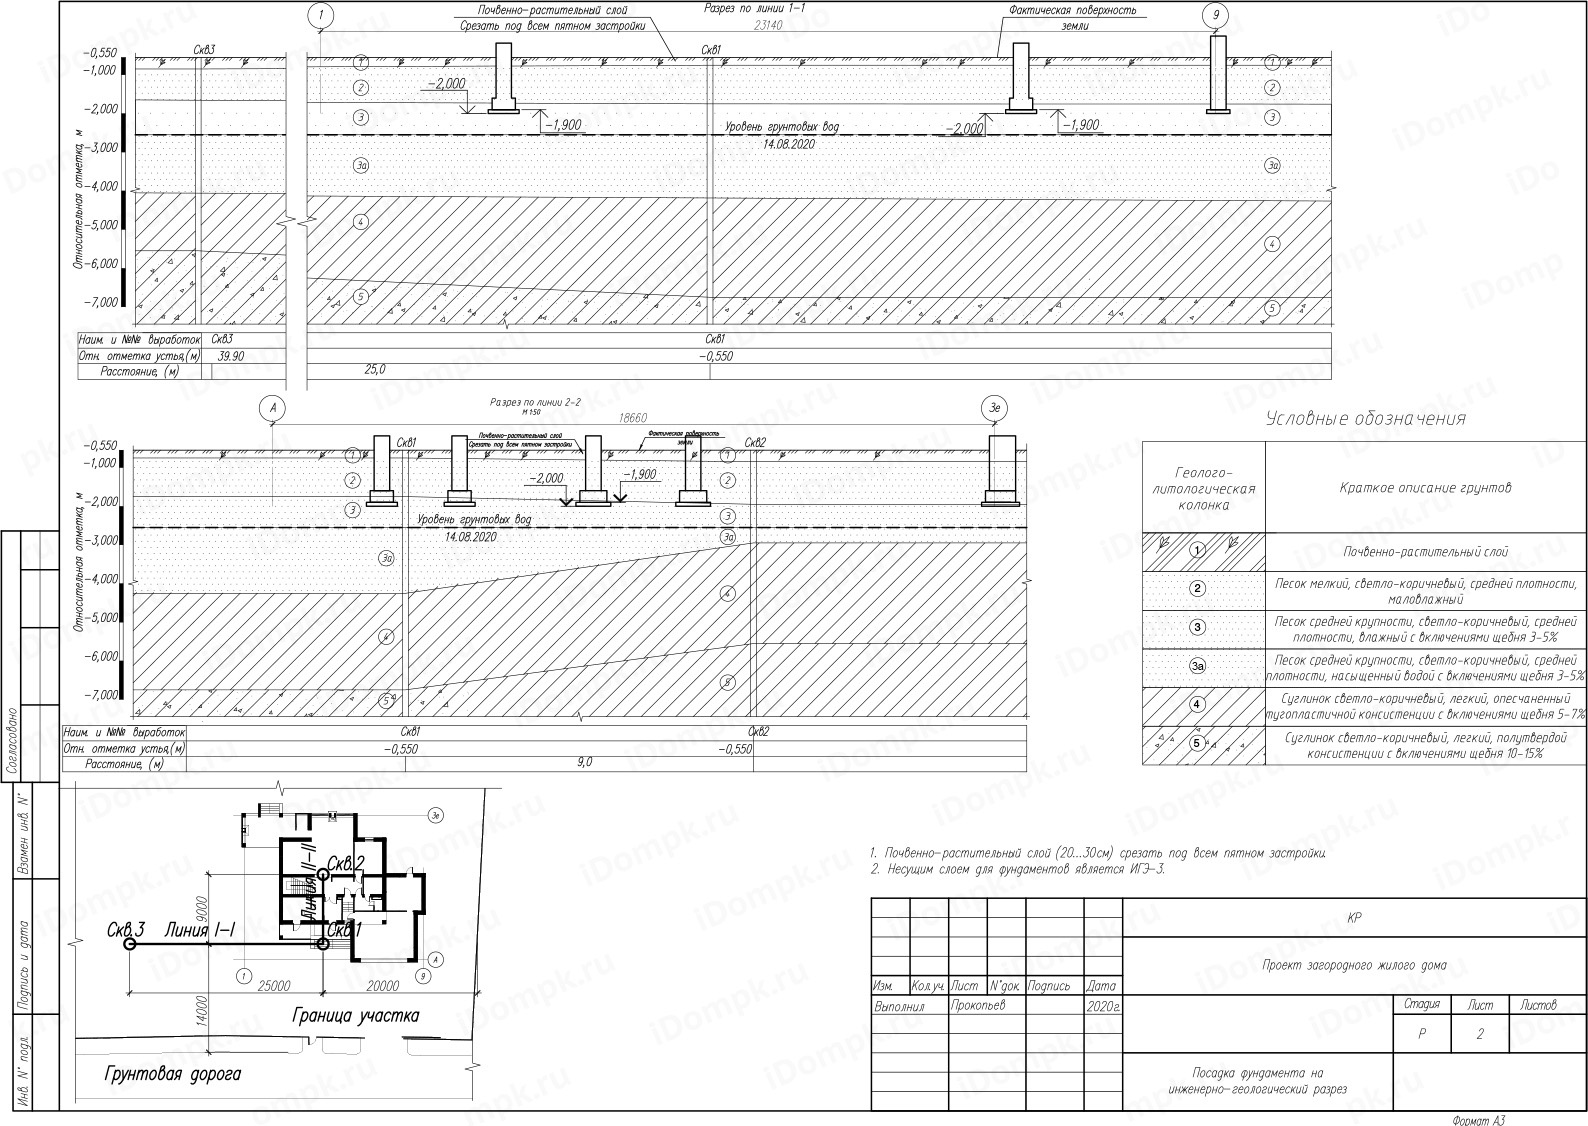 Разрез по линии 1-1
1
23140
9
Почвенно-растительный слой
Срезать под всем пятном застройки
Фактическая поверхность
земли
Относительная отметка, м
-0,550
-1,000
-2,000
-3,000
-4,000
-5,000
-6,000
-7,000
Скв3
Скв1
1
2
3
3а
4
5
1
2
3
3а
4
5
-2,000
-1,900
-2,000
-1,900
Уровень грунтовых вод
14.08.2020
Наим. и №№ выработок Скв3 Скв1
Отн. отметка устья,(м) 39.90 -0,550
Расстояние, (м) 25,0
Разрез по линии 2-2
М 1:50
А
18660
3е
Почвенно-растительный слой
Срезать под всем пятном застройки
Фактическая поверхность
земли
Относительная отметка, м
-0,550
-1,000
-2,000
-3,000
-4,000
-5,000
-6,000
-7,000
Скв1
Скв2
1
2
3
3а
4
5
1
2
3
3а
4
5
-2,000
-1,900
Уровень грунтовых вод
14.08.2020
Наим. и №№ выработок Скв1 Скв2
Отн. отметка устья,(м) -0,550 -0,550
Расстояние, (м) 9,0
Условные обозначения
Геолого-
литологическая
колонка
Краткое описание грунтов
1
Почвенно-растительный слой
2
Песок мелкий, светло-коричневый, средней плотности,
маловлажный
3
Песок средней крупности, светло-коричневый, средней
плотности, влажный с включениями щебня 3-5%
3а
Песок средней крупности, светло-коричневый, средней
плотности, насыщенный водой с включениями щебня 3-5%
4
Суглинок светло-коричневый, легкий, опесчаненный
тугопластичной консистенции с включениями щебня 5-7%
5
Суглинок светло-коричневый, легкий, полутвердой
консистенции с включениями щебня 10-15%
3е
А
1
9
Скв.2
Скв.3
Линия I-I
Скв.1
Линия II-II
9000
14000
25000
20000
Граница участка
Грунтовая дорога
1. Почвенно-растительный слой (20...30см) срезать под всем пятном застройки.
2. Несущим слоем для фундаментов является ИГЭ-3.
КР
Проект загородного жилого дома
Изм. Кол.уч. Лист N°док. Подпись Дата
Выполнил Прокопьев 2020г.
Стадия Лист Листов
Р 2
Посадка фундамента на
инженерно-геологический разрез
Формат А3
Согласовано
Взамен инв. N°
Подпись и дата
Инв. N° подл.
iDompk.ru